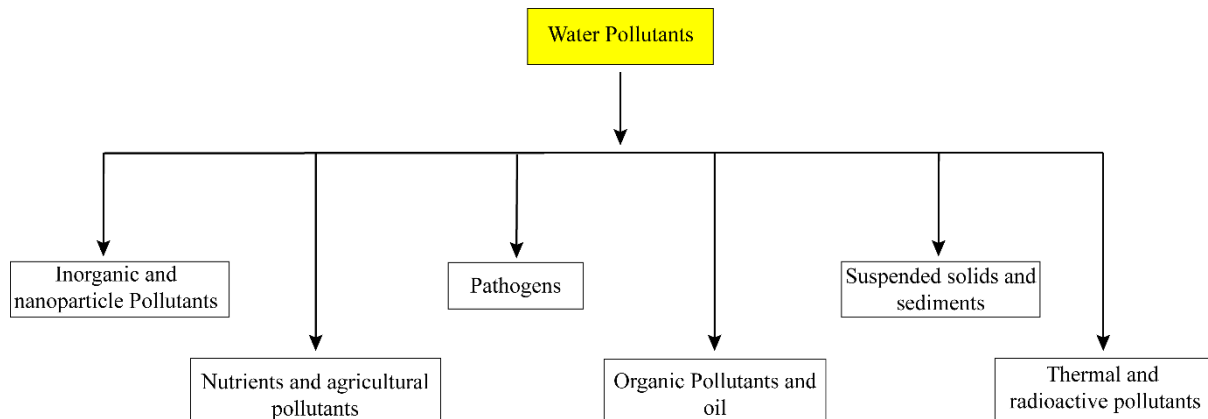 Water Pollutants
Inorganic and
nanoparticle Pollutants
Pathogens
Suspended solids and
sediments
Nutrients and agricultural
pollutants
Organic Pollutants and
oil
Thermal and
radioactive pollutants